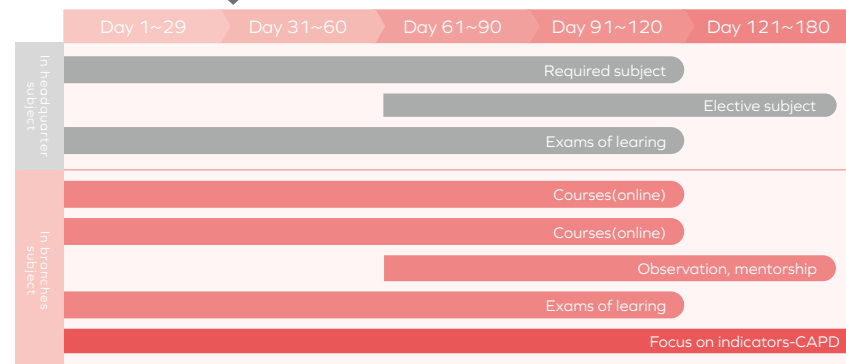 Day 1~29 Day 31~60 Day 61~90 Day 91~120 Day 121~180
In headquarter
subject
Required subject
Elective subject
Exams of learing
In branches
subject
Courses(online)
Courses(online)
Observation, mentorship
Exams of learing
Focus on indicators-CAPD